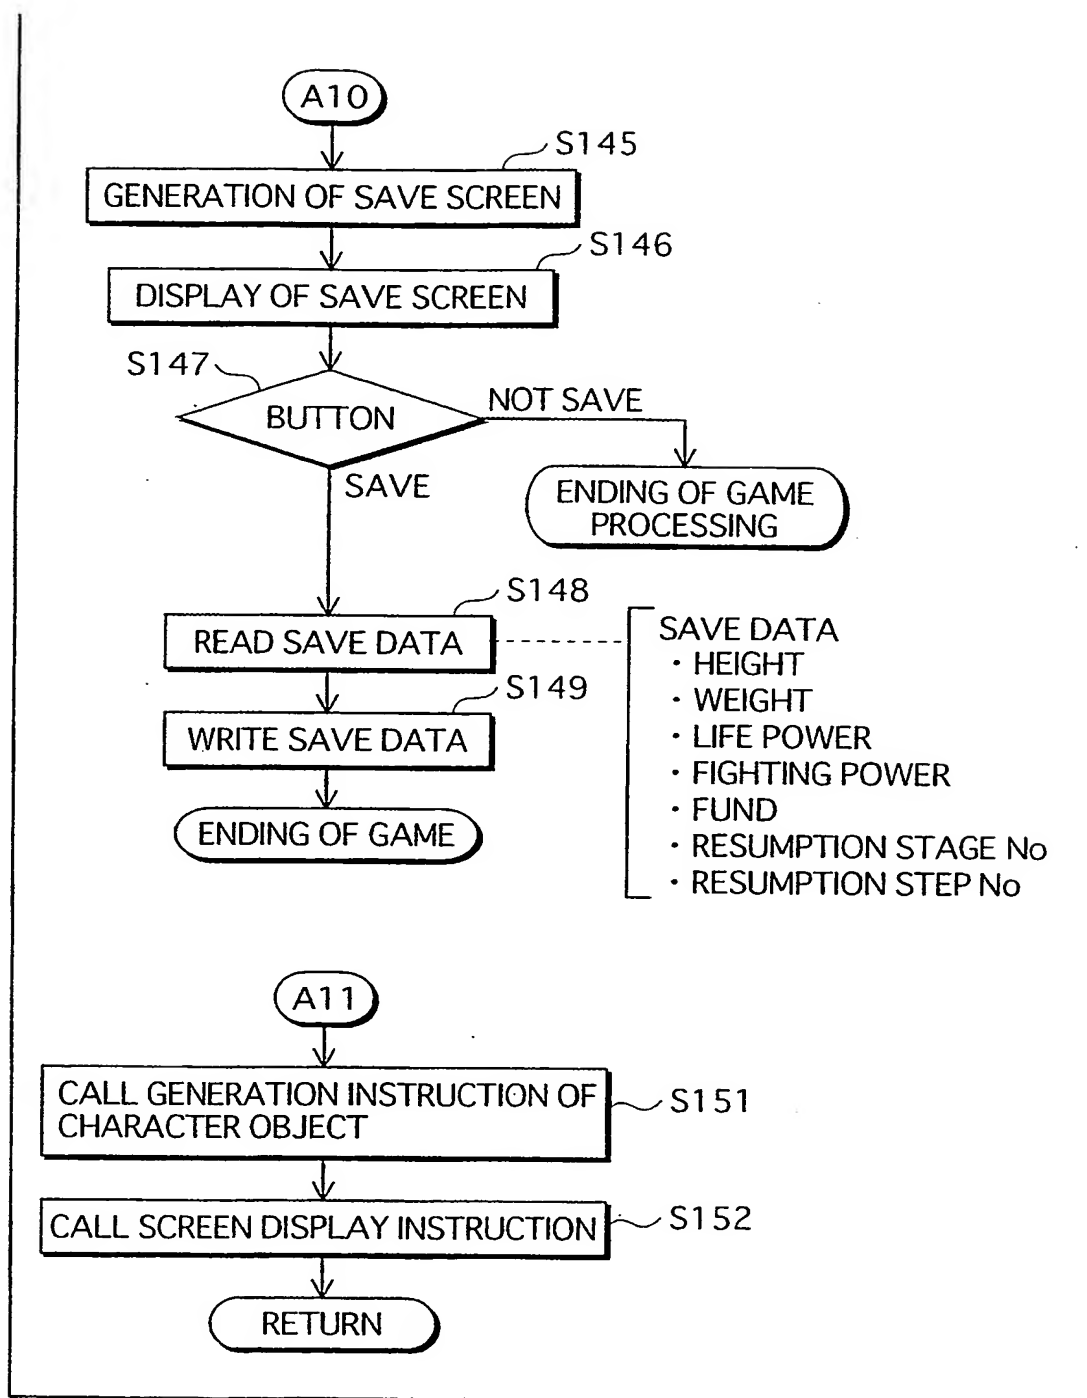 A10
S145
GENERATION OF SAVE SCREEN
S146
DISPLAY OF SAVE SCREEN
S147
BUTTON
NOT SAVE
SAVE
ENDING OF GAME
PROCESSING
S148
READ SAVE DATA
S149
WRITE SAVE DATA
ENDING OF GAME
SAVE DATA
· HEIGHT
· WEIGHT
· LIFE POWER
· FIGHTING POWER
· FUND
· RESUMPTION STAGE No
· RESUMPTION STEP No
A11
CALL GENERATION INSTRUCTION OF
CHARACTER OBJECT
S151
CALL SCREEN DISPLAY INSTRUCTION
S152
RETURN